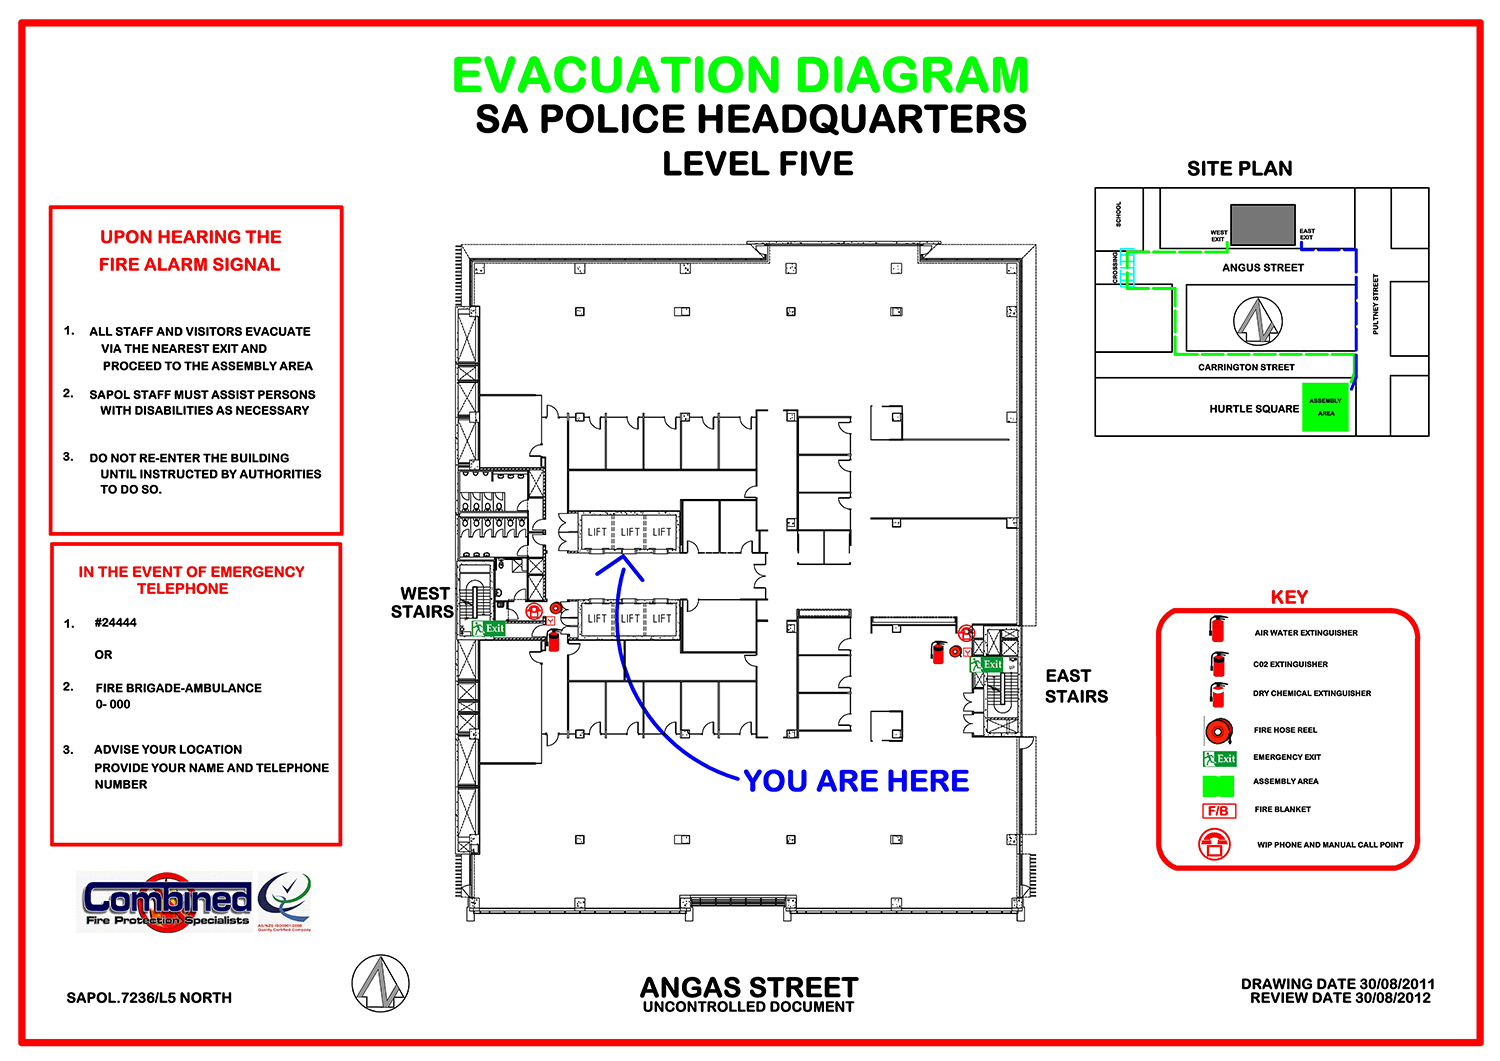 EVACUATION DIAGRAM
SA POLICE HEADQUARTERS
LEVEL FIVE
UPON HEARING THE
FIRE ALARM SIGNAL
1. ALL STAFF AND VISITORS EVACUATE
VIA THE NEAREST EXIT AND
PROCEED TO THE ASSEMBLY AREA
2. SAPOL STAFF MUST ASSIST PERSONS
WITH DISABILITIES AS NECESSARY
3. DO NOT RE-ENTER THE BUILDING
UNTIL INSTRUCTED BY AUTHORITIES
TO DO SO.
IN THE EVENT OF EMERGENCY
TELEPHONE
1. #24444
OR
2. FIRE BRIGADE-AMBULANCE
0- 000
3. ADVISE YOUR LOCATION
PROVIDE YOUR NAME AND TELEPHONE
NUMBER
Combined
Fire Protection Specialists
AS/NZS ISO9001:2008
Quality Certified Company
SAPOL.7236/L5 NORTH
LIFT LIFT LIFT
WEST
STAIRS
Exit
LIFT LIFT LIFT
Exit
EAST
STAIRS
YOU ARE HERE
ANGAS STREET
UNCONTROLLED DOCUMENT
SITE PLAN
SCHOOL
WEST
EXIT
EAST
EXIT
CROSSING
ANGUS STREET
PULTNEY STREET
CARRINGTON STREET
HURTLE SQUARE
ASSEMBLY
AREA
KEY
AIR WATER EXTINGUISHER
C02 EXTINGUISHER
DRY CHEMICAL EXTINGUISHER
FIRE HOSE REEL
Exit EMERGENCY EXIT
ASSEMBLY AREA
F/B FIRE BLANKET
WIP PHONE AND MANUAL CALL POINT
DRAWING DATE 30/08/2011
REVIEW DATE 30/08/2012